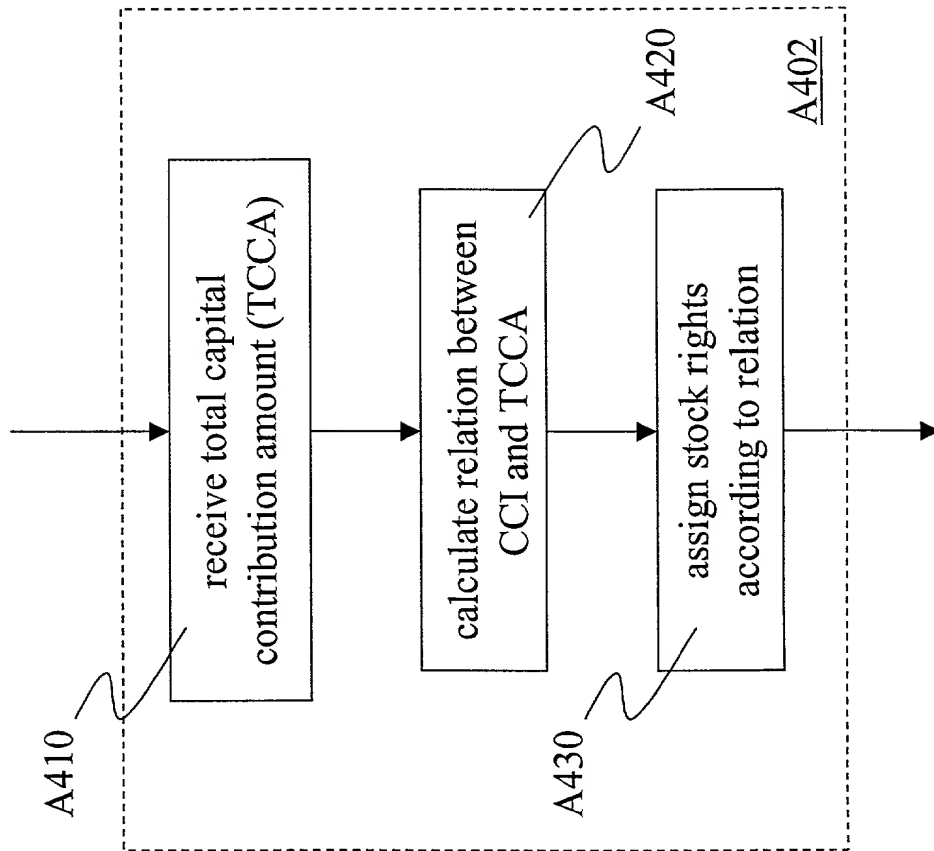 A410
receive total capital
contribution amount (TCCA)
calculate relation between
CCI and TCCA
A420
A430
assign stock rights
according to relation
A402